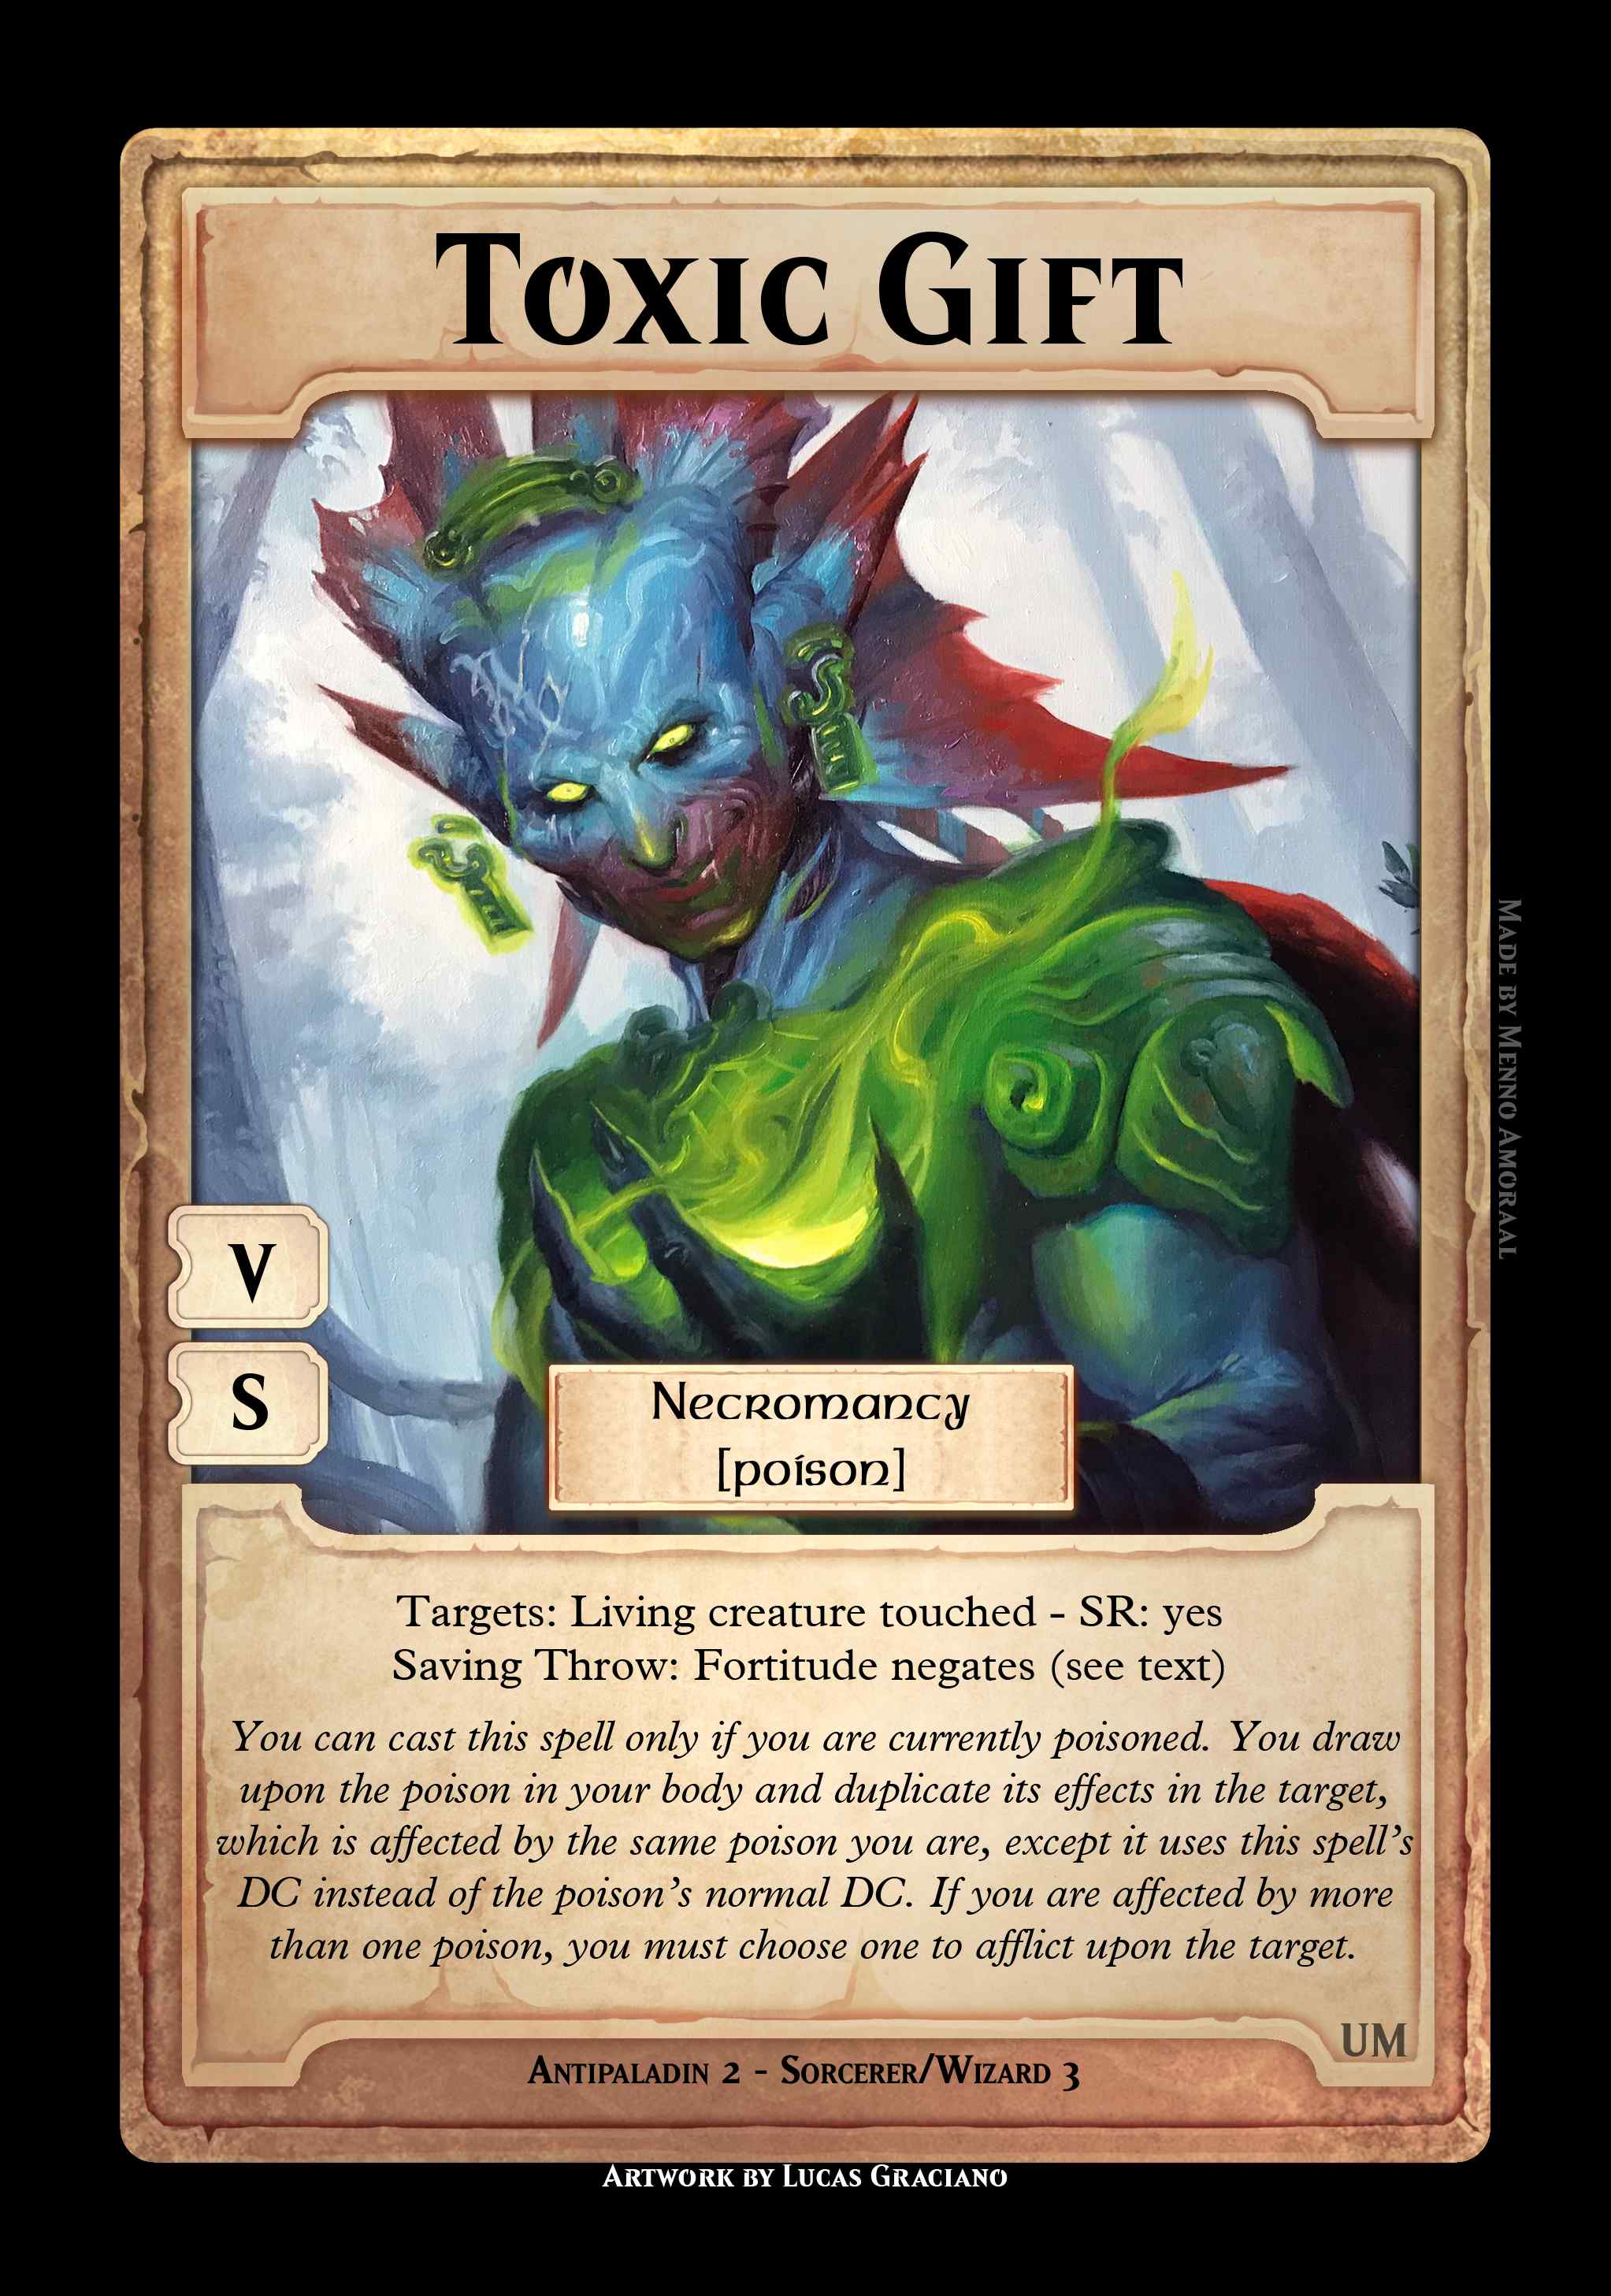 Toxic Gift
V
S
Necromancy
[poison]
Targets: Living creature touched - SR: yes
Saving Throw: Fortitude negates (see text)
You can cast this spell only if you are currently poisoned. You draw
upon the poison in your body and duplicate its effects in the target,
which is affected by the same poison you are, except it uses this spell's
DC instead of the poison's normal DC. If you are affected by more
than one poison, you must choose one to afflict upon the target.
UM
Antipaladin 2 - Sorcerer/Wizard 3
Artwork by Lucas Graciano
Made by Menno Amoraal